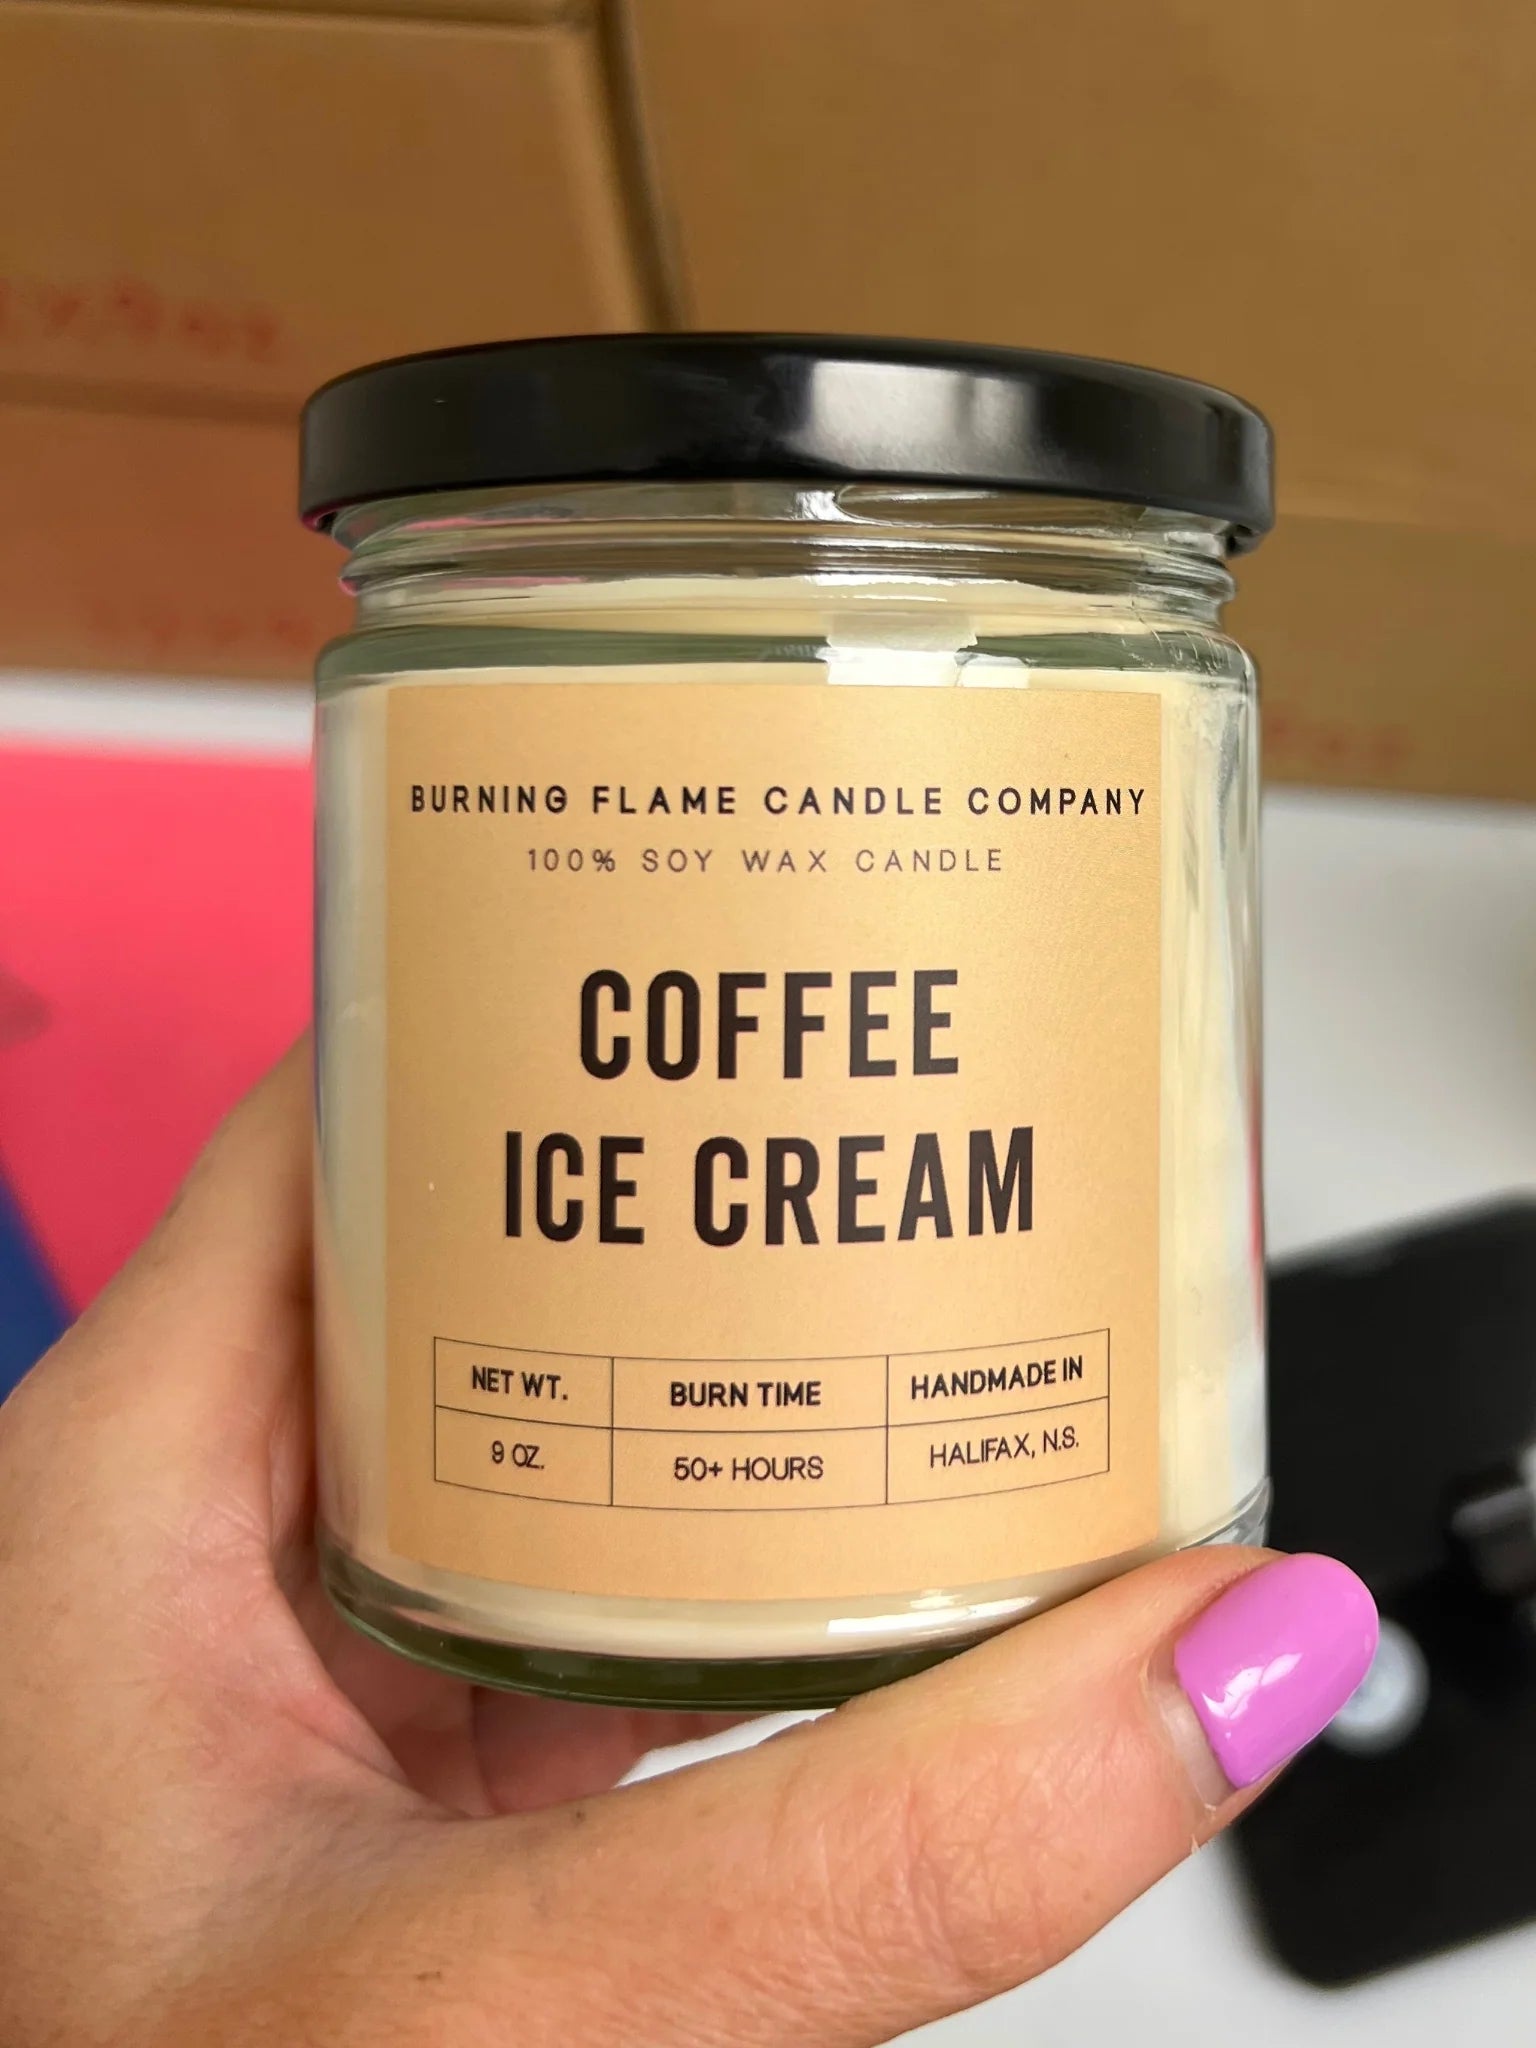 BURNING FLAME CANDLE COMPANY
100% SOY WAX CANDLE
COFFEE
ICE CREAM
NET WT. BURN TIME HANDMADE IN
9 OZ. 50+ HOURS HALIFAX, N.S.